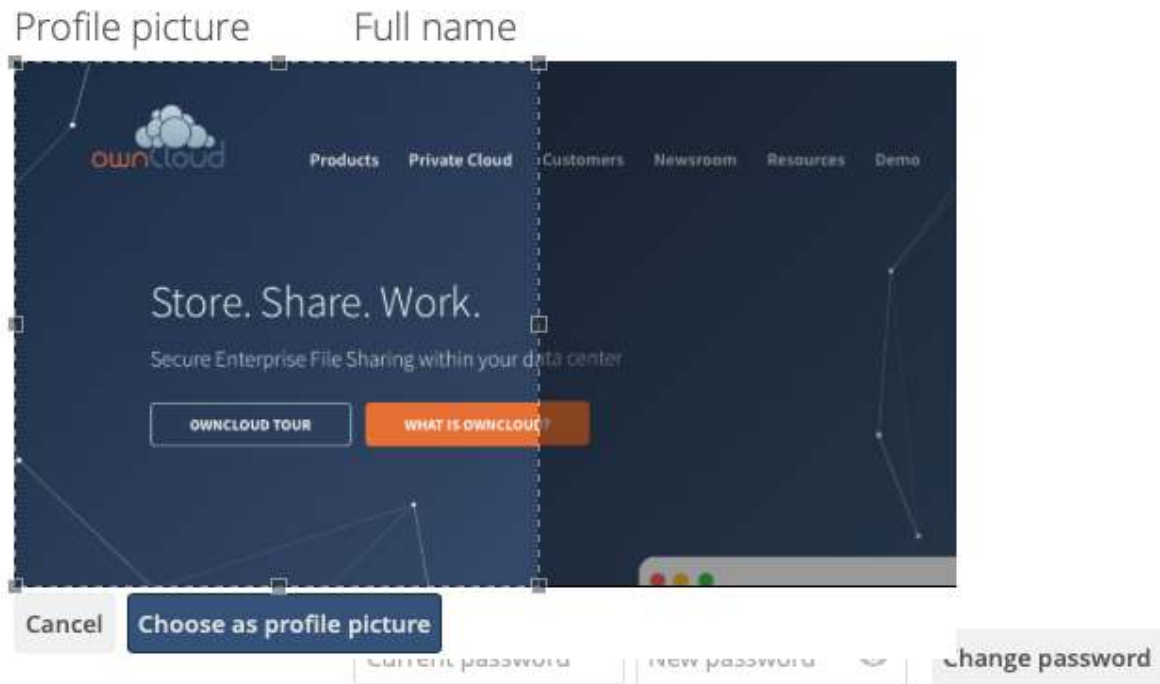 Profile picture Full name
ownCloud
Products Private Cloud Customers Newsroom Resources Demo
Store. Share. Work.
Secure Enterprise File Sharing within your data center
OWNCLOUD TOUR WHAT IS OWNCLOUD?
Cancel Choose as profile picture
Current password New password Change password